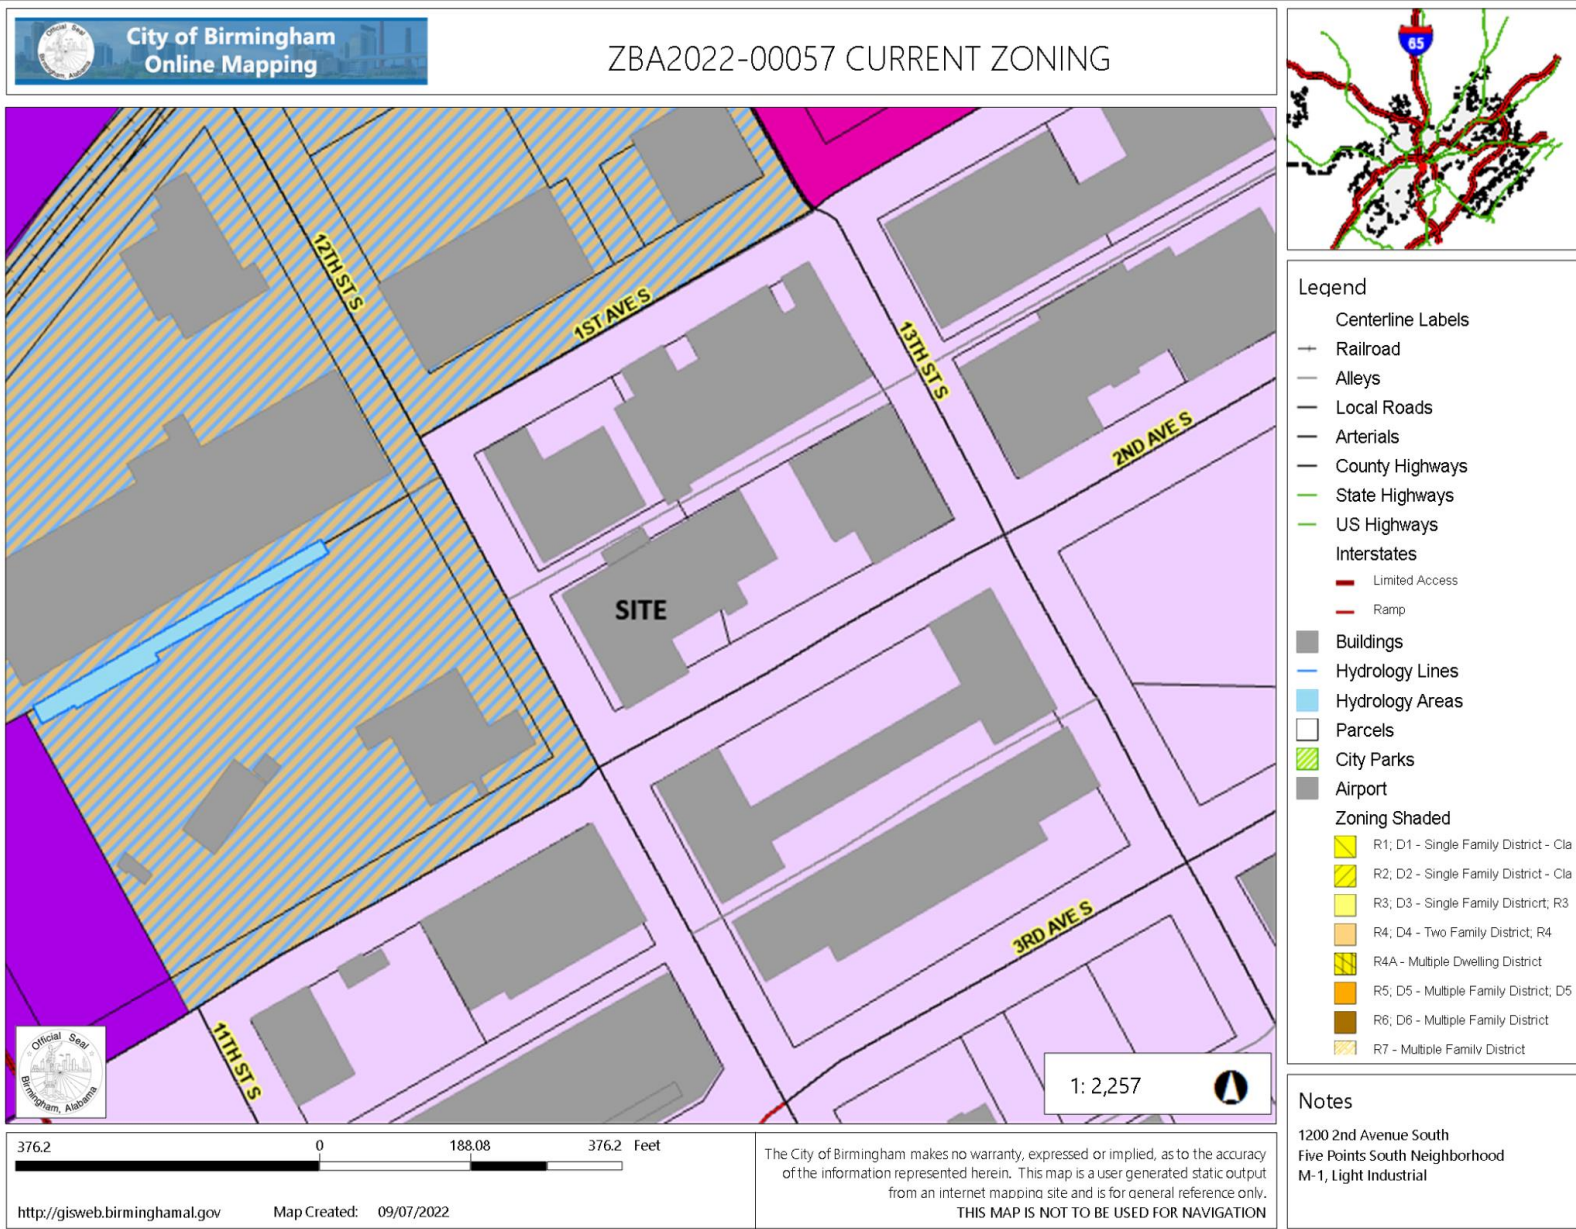 City of Birmingham
Online Mapping
ZBA2022-00057 CURRENT ZONING
65
12TH ST S
1ST AVE S
13TH ST S
2ND AVE S
SITE
3RD AVE S
11TH ST S
Official Seal
Birmingham, Alabama
1: 2,257
Legend
Centerline Labels
Railroad
Alleys
Local Roads
Arterials
County Highways
State Highways
US Highways
Interstates
Limited Access
Ramp
Buildings
Hydrology Lines
Hydrology Areas
Parcels
City Parks
Airport
Zoning Shaded
R1; D1 - Single Family District - Cla
R2; D2 - Single Family District - Cla
R3; D3 - Single Family Districrt; R3
R4; D4 - Two Family District; R4
R4A - Multiple Dwelling District
R5; D5 - Multiple Family District; D5
R6; D6 - Multiple Family District
R7 - Multiple Family District
376.2 0 188.08 376.2 Feet
http://gisweb.birminghamal.gov Map Created: 09/07/2022
The City of Birmingham makes no warranty, expressed or implied, as to the accuracy
of the information represented herein. This map is a user generated static output
from an internet mapping site and is for general reference only.
THIS MAP IS NOT TO BE USED FOR NAVIGATION
Notes
1200 2nd Avenue South
Five Points South Neighborhood
M-1, Light Industrial